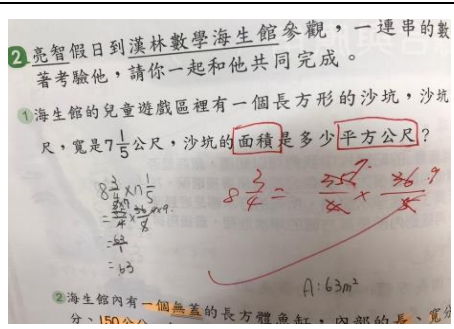 2 亮智假日到漢林數學海生館參觀，一連串的數
著考驗他，請你一起和他共同完成。
① 海生館的兒童遊戲區裡有一個長方形的沙坑，沙坑
尺，寬是7 1/5 公尺，沙坑的面積是多少平方公尺？
8 3/4 =
= 63/1
= 63
A：63m²
② 海生館內有一個無蓋的長方體魚缸，內部的長、寬分
分、150公分